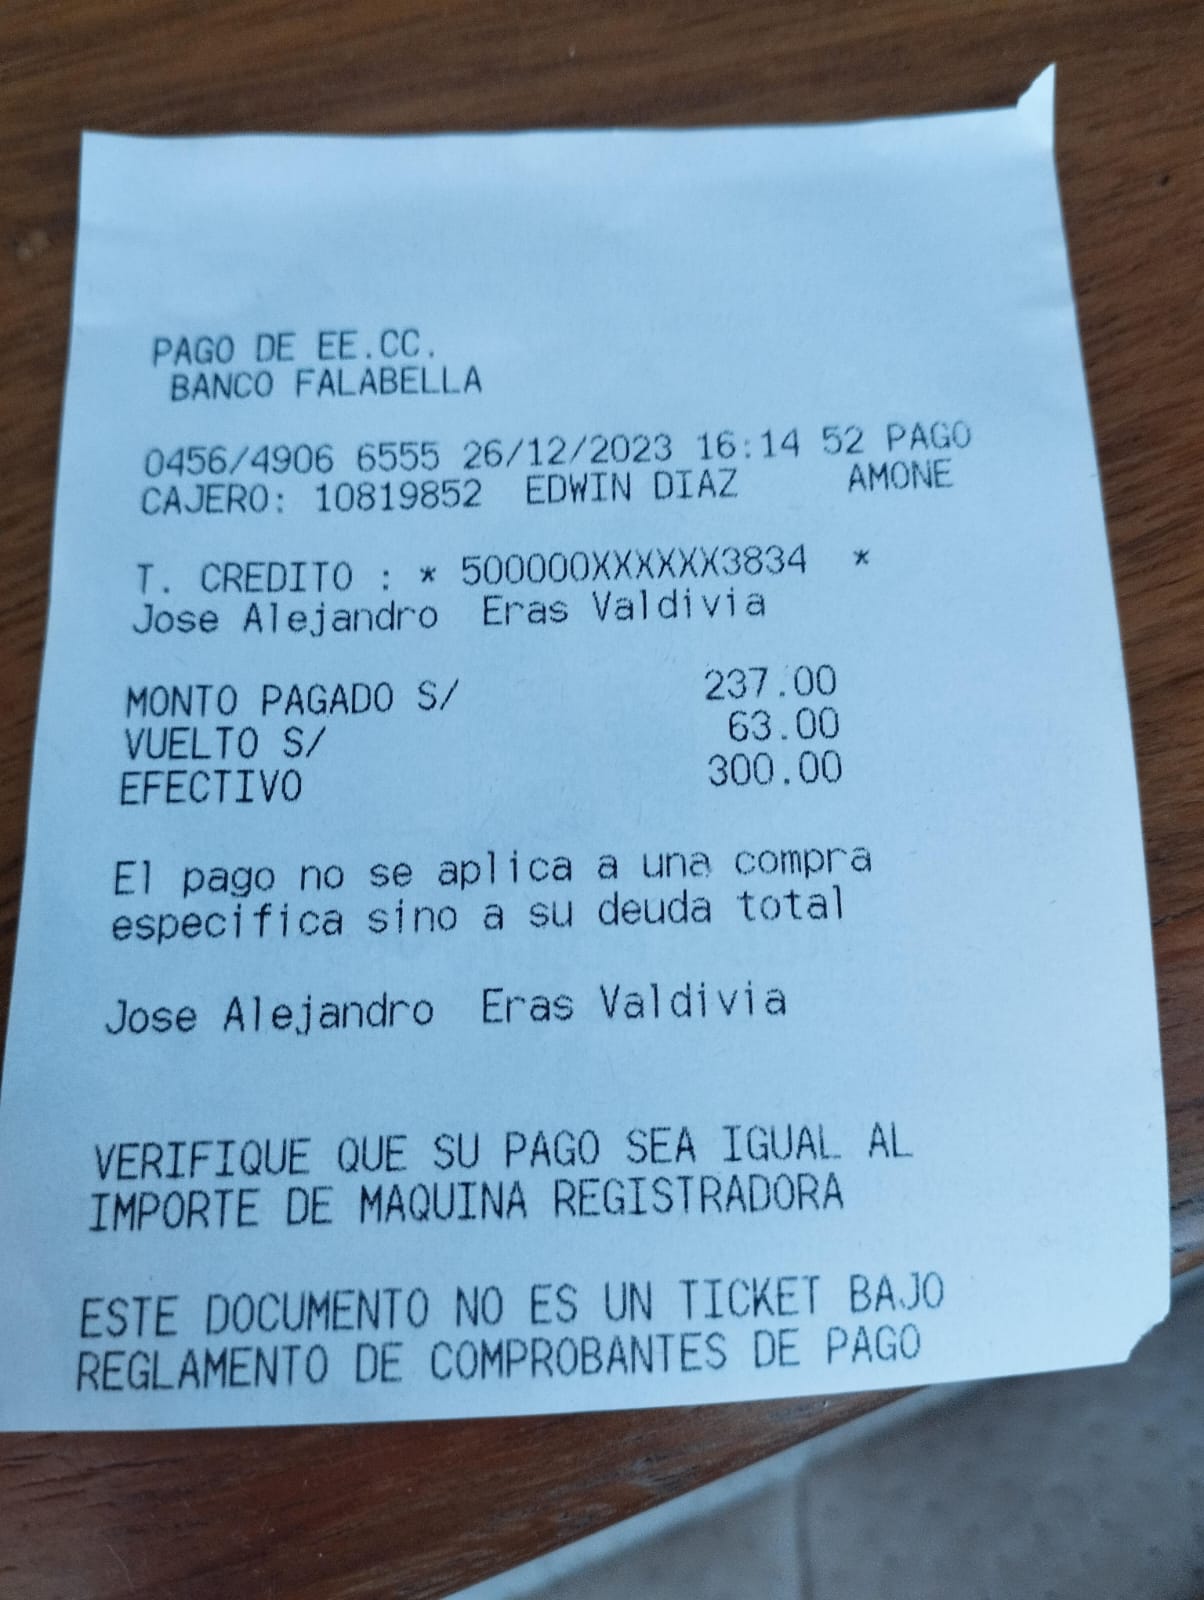 PAGO DE EE.CC.
BANCO FALABELLA
0456/4906 6555 26/12/2023 16:14 52 PAGO
CAJERO: 10819852 EDWIN DIAZ AMONE
T. CREDITO : * 500000XXXXXX3834 *
Jose Alejandro Eras Valdivia
MONTO PAGADO S/ 237.00
VUELTO S/ 63.00
EFECTIVO 300.00
El pago no se aplica a una compra
especifica sino a su deuda total
Jose Alejandro Eras Valdivia
VERIFIQUE QUE SU PAGO SEA IGUAL AL
IMPORTE DE MAQUINA REGISTRADORA
ESTE DOCUMENTO NO ES UN TICKET BAJO
REGLAMENTO DE COMPROBANTES DE PAGO